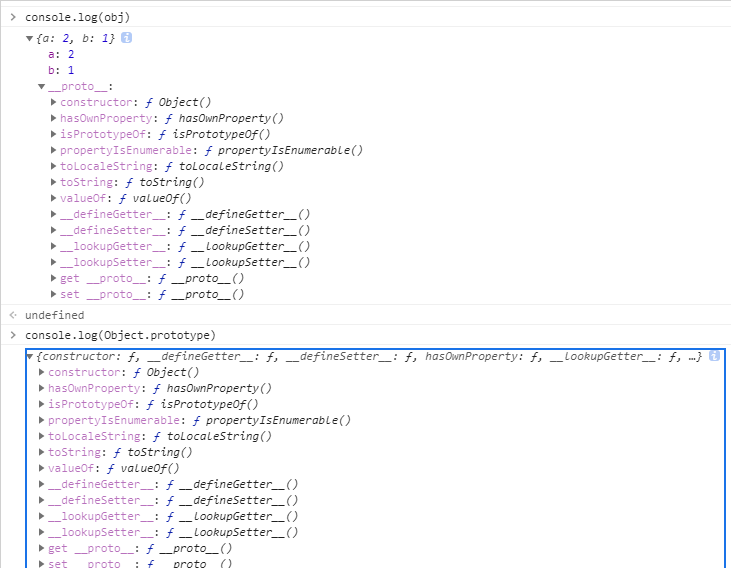 console.log(obj)
{a: 2, b: 1} i
a: 2
b: 1
__proto__:
constructor: ƒ Object()
hasOwnProperty: ƒ hasOwnProperty()
isPrototypeOf: ƒ isPrototypeOf()
propertyIsEnumerable: ƒ propertyIsEnumerable()
toLocaleString: ƒ toLocaleString()
toString: ƒ toString()
valueOf: ƒ valueOf()
__defineGetter__: ƒ __defineGetter__()
__defineSetter__: ƒ __defineSetter__()
__lookupGetter__: ƒ __lookupGetter__()
__lookupSetter__: ƒ __lookupSetter__()
get __proto__: ƒ __proto__()
set __proto__: ƒ __proto__()
undefined
console.log(Object.prototype)
{constructor: ƒ, __defineGetter__: ƒ, __defineSetter__: ƒ, hasOwnProperty: ƒ, __lookupGetter__: ƒ, …} i
constructor: ƒ Object()
hasOwnProperty: ƒ hasOwnProperty()
isPrototypeOf: ƒ isPrototypeOf()
propertyIsEnumerable: ƒ propertyIsEnumerable()
toLocaleString: ƒ toLocaleString()
toString: ƒ toString()
valueOf: ƒ valueOf()
__defineGetter__: ƒ __defineGetter__()
__defineSetter__: ƒ __defineSetter__()
__lookupGetter__: ƒ __lookupGetter__()
__lookupSetter__: ƒ __lookupSetter__()
get __proto__: ƒ __proto__()
set __proto__: ƒ __proto__()